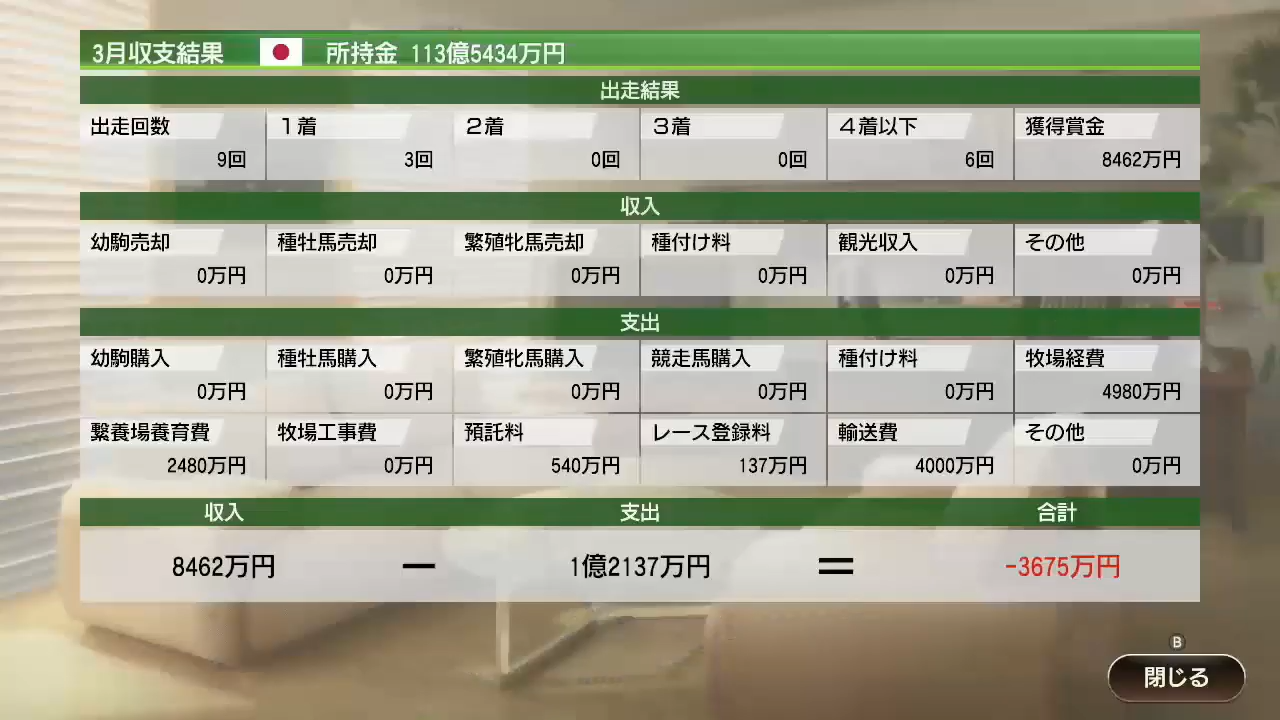 3月収支結果 所持金 113億5434万円
出走結果
出走回数 1着 2着 3着 4着以下 獲得賞金
9回 3回 0回 0回 6回 8462万円
収入
幼駒売却 種牡馬売却 繁殖牝馬売却 種付け料 観光収入 その他
0万円 0万円 0万円 0万円 0万円 0万円
支出
幼駒購入 種牡馬購入 繁殖牝馬購入 競走馬購入 種付け料 牧場経費
0万円 0万円 0万円 0万円 0万円 4980万円
繋養場養育費 牧場工事費 預託料 レース登録料 輸送費 その他
2480万円 0万円 540万円 137万円 4000万円 0万円
収入 支出 合計
8462万円 − 1億2137万円 = -3675万円
B
閉じる